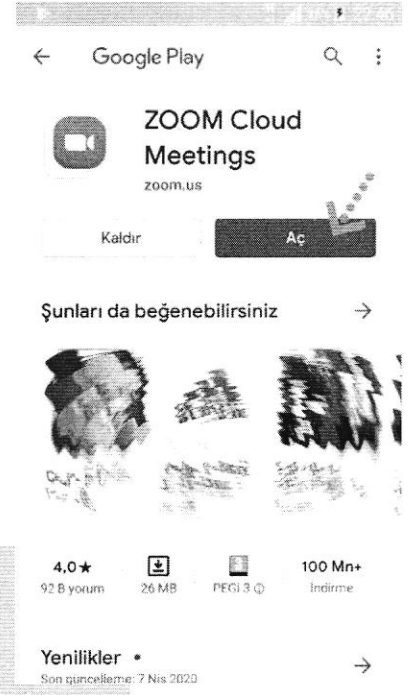 Google Play
ZOOM Cloud
Meetings
zoom.us
Kaldır
Aç
Şunları da beğenebilirsiniz
4,0★
92 B yorum
26 MB
PEGI 3
100 Mn+
İndirme
Yenilikler •
Son güncelleme: 7 Nis 2020